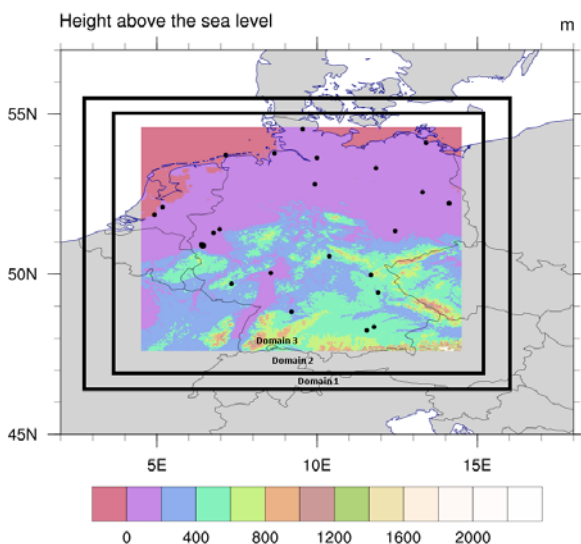 Height above the sea level
m
55N
50N
45N
Domain 3
Domain 2
Domain 1
5E
10E
15E
0
400
800
1200
1600
2000